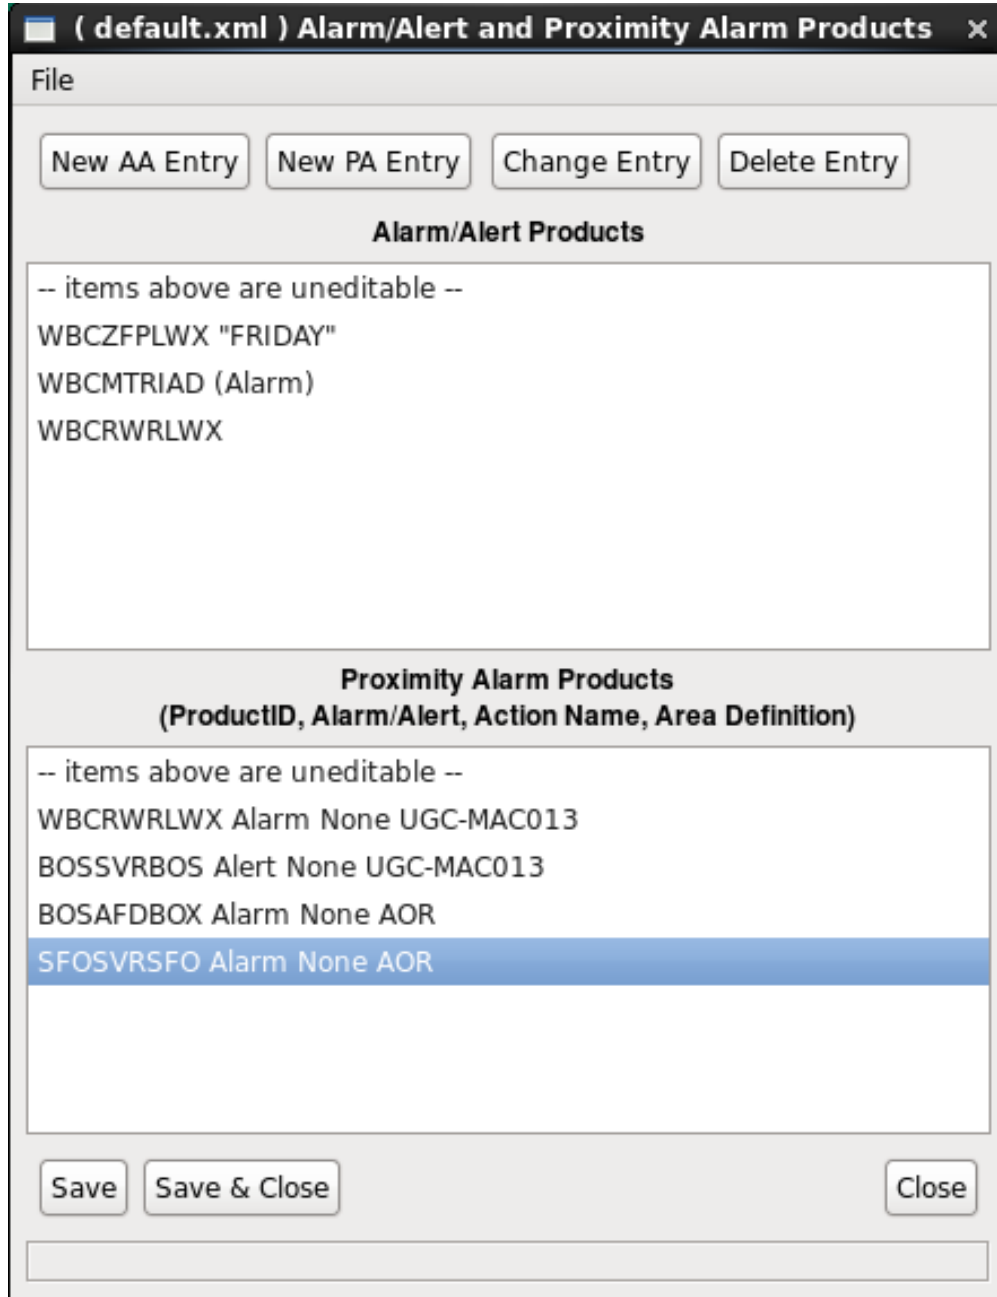 ( default.xml ) Alarm/Alert and Proximity Alarm Products
File
New AA Entry New PA Entry Change Entry Delete Entry
Alarm/Alert Products
-- items above are uneditable --
WBCZFPLWX "FRIDAY"
WBCMTRIAD (Alarm)
WBCRWRLWX
Proximity Alarm Products
(ProductID, Alarm/Alert, Action Name, Area Definition)
-- items above are uneditable --
WBCRWRLWX Alarm None UGC-MAC013
BOSSVRBOS Alert None UGC-MAC013
BOSAFDBOX Alarm None AOR
SFOSVRSFO Alarm None AOR
Save Save & Close Close